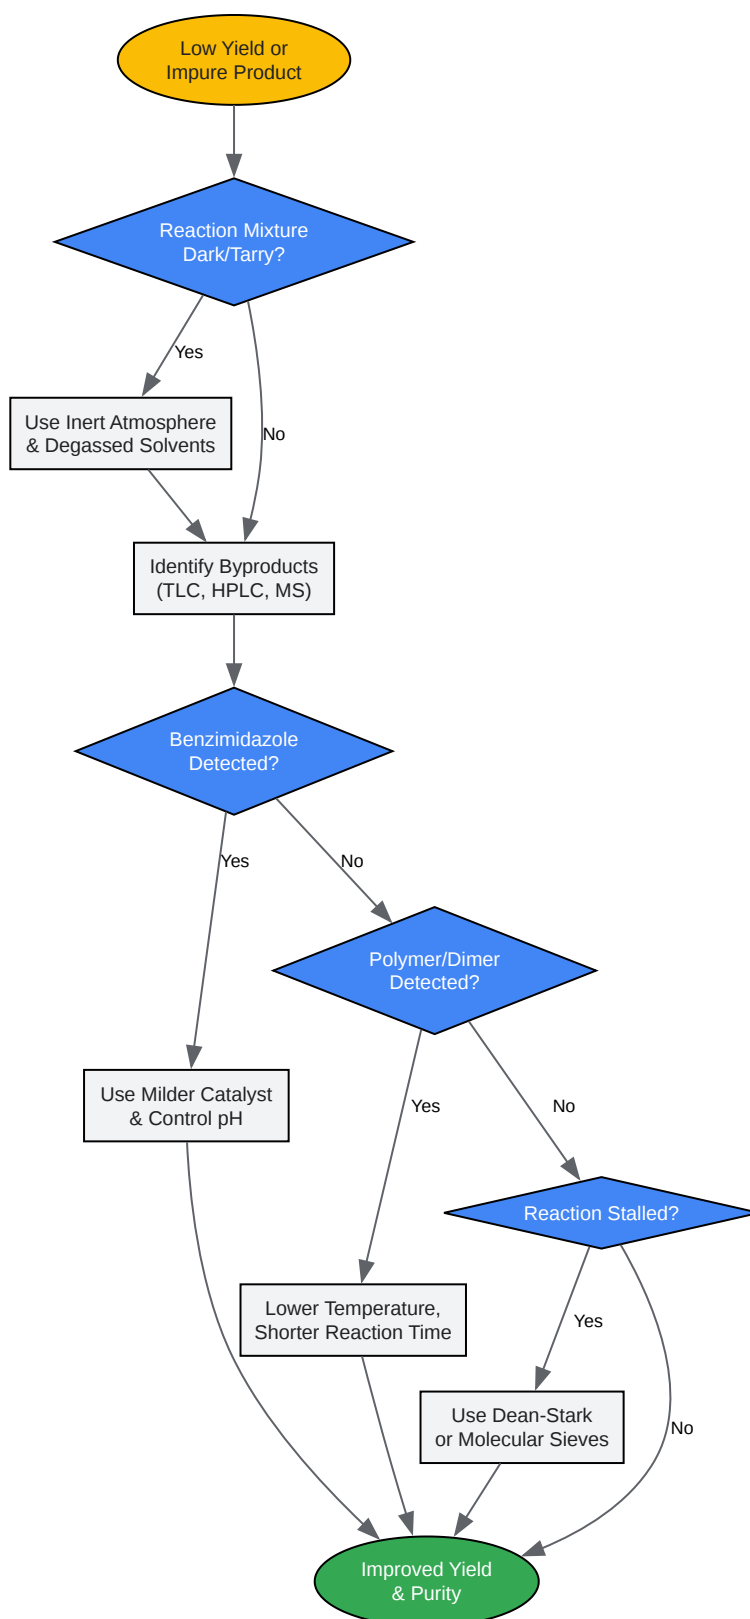 Low Yield or
Impure Product
Reaction Mixture
Dark/Tarry?
Yes
Use Inert Atmosphere
& Degassed Solvents
No
Identify Byproducts
(TLC, HPLC, MS)
Benzimidazole
Detected?
Yes
No
Polymer/Dimer
Detected?
Use Milder Catalyst
& Control pH
Yes
No
Reaction Stalled?
Lower Temperature,
Shorter Reaction Time
Yes
Use Dean-Stark
or Molecular Sieves
No
Improved Yield
& Purity